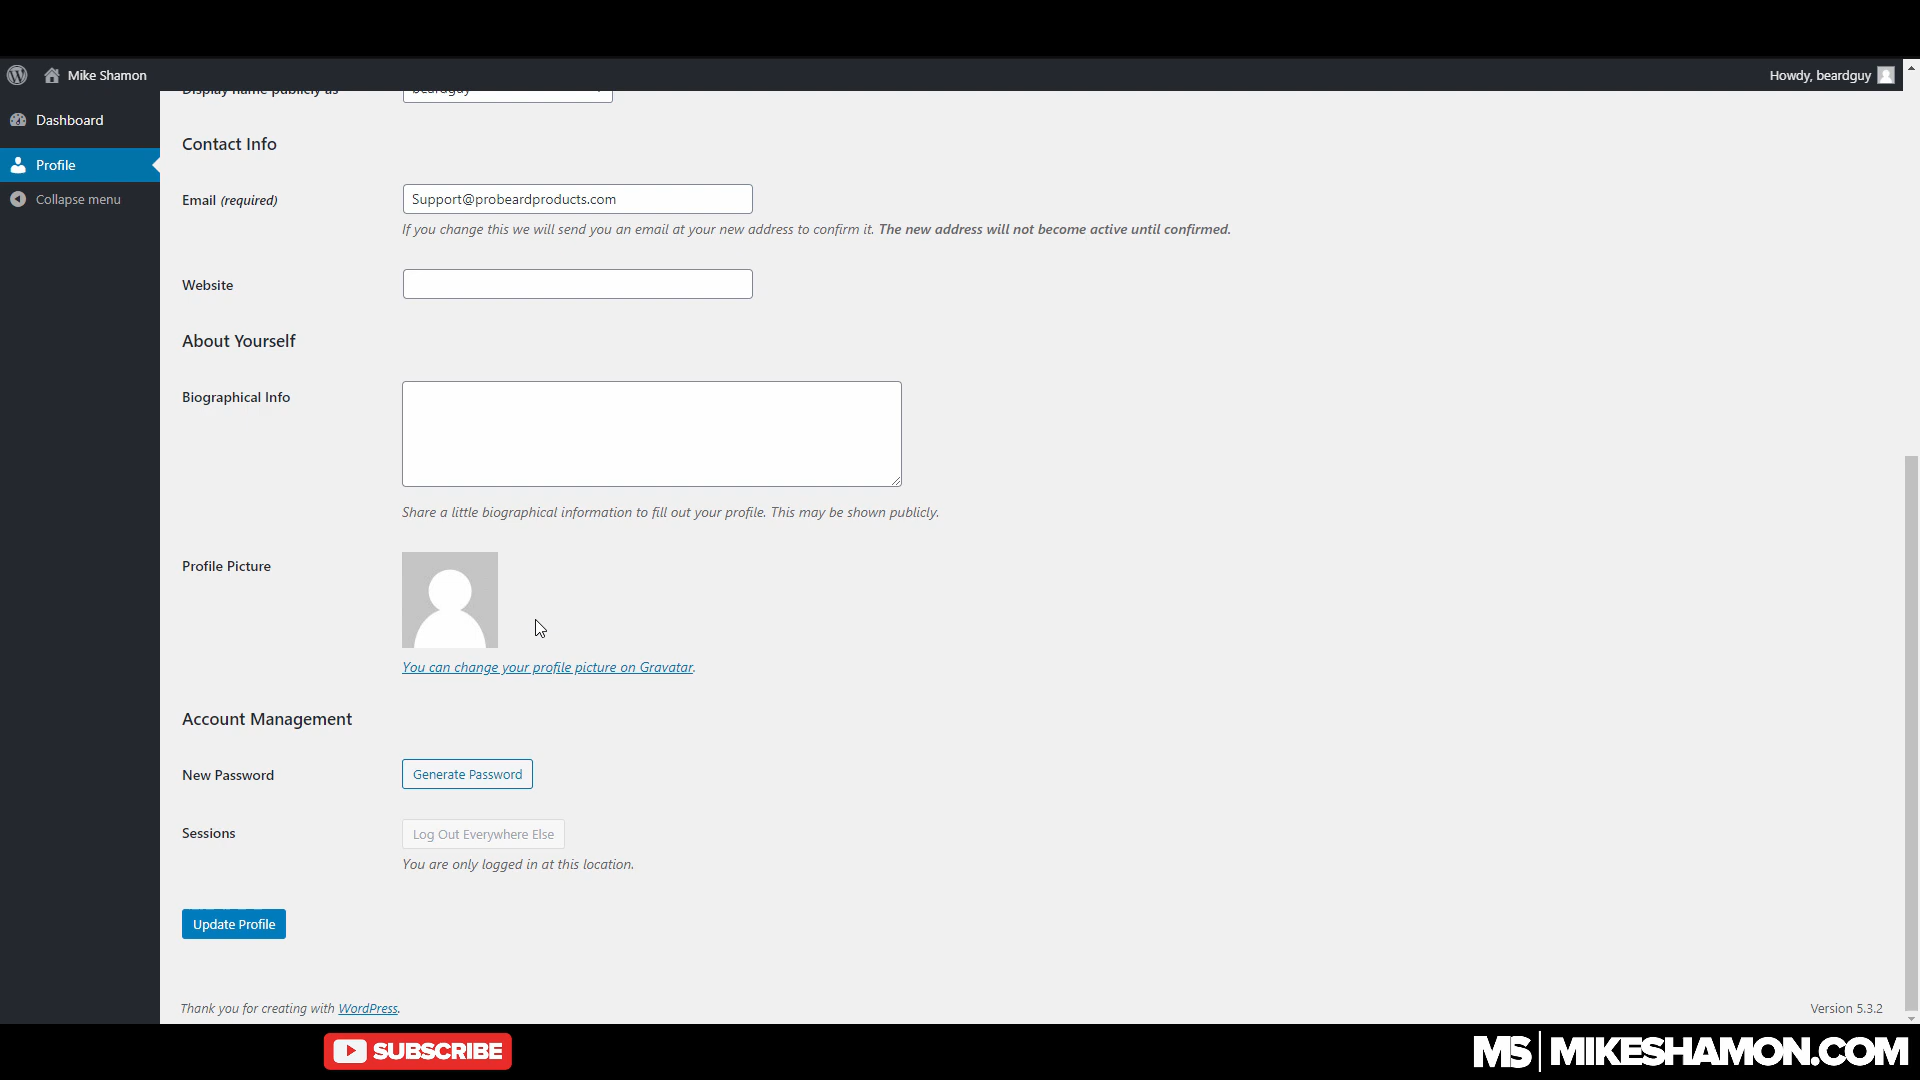 Mike Shamon
Howdy, beardguy
Dashboard
Profile
Collapse menu
Display name publicly as
beardguy
Contact Info
Email (required)
Support@probeardproducts.com
If you change this we will send you an email at your new address to confirm it. The new address will not become active until confirmed.
Website
About Yourself
Biographical Info
Share a little biographical information to fill out your profile. This may be shown publicly.
Profile Picture
You can change your profile picture on Gravatar.
Account Management
New Password
Generate Password
Sessions
Log Out Everywhere Else
You are only logged in at this location.
Update Profile
Thank you for creating with WordPress.
Version 5.3.2
SUBSCRIBE
MS | MIKESHAMON.COM